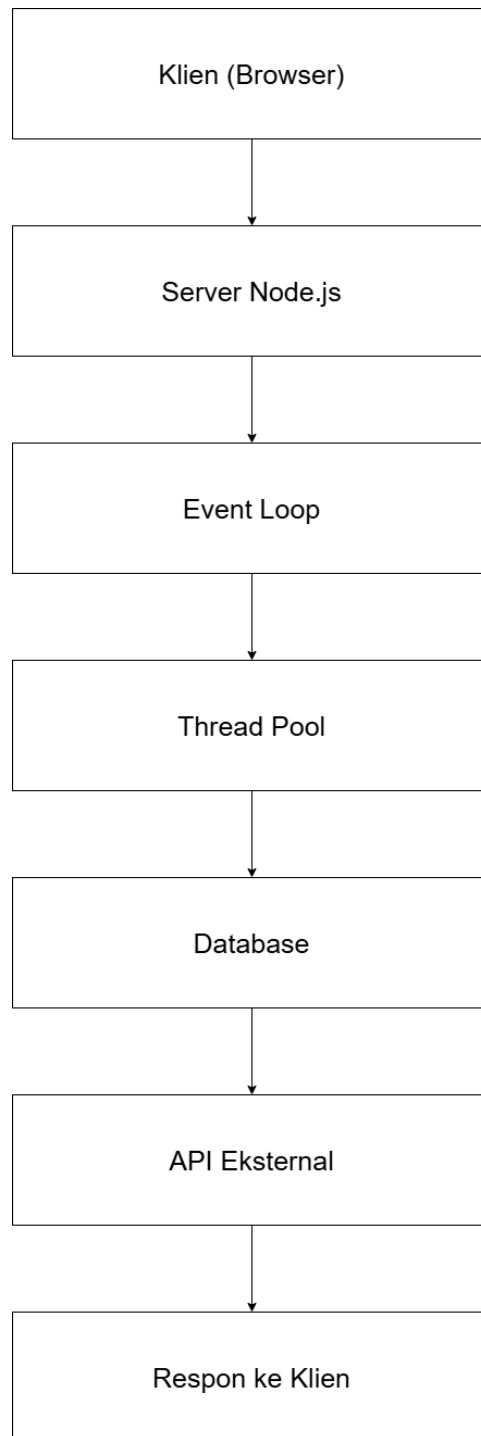 Klien (Browser)
Server Node.js
Event Loop
Thread Pool
Database
API Eksternal
Respon ke Klien